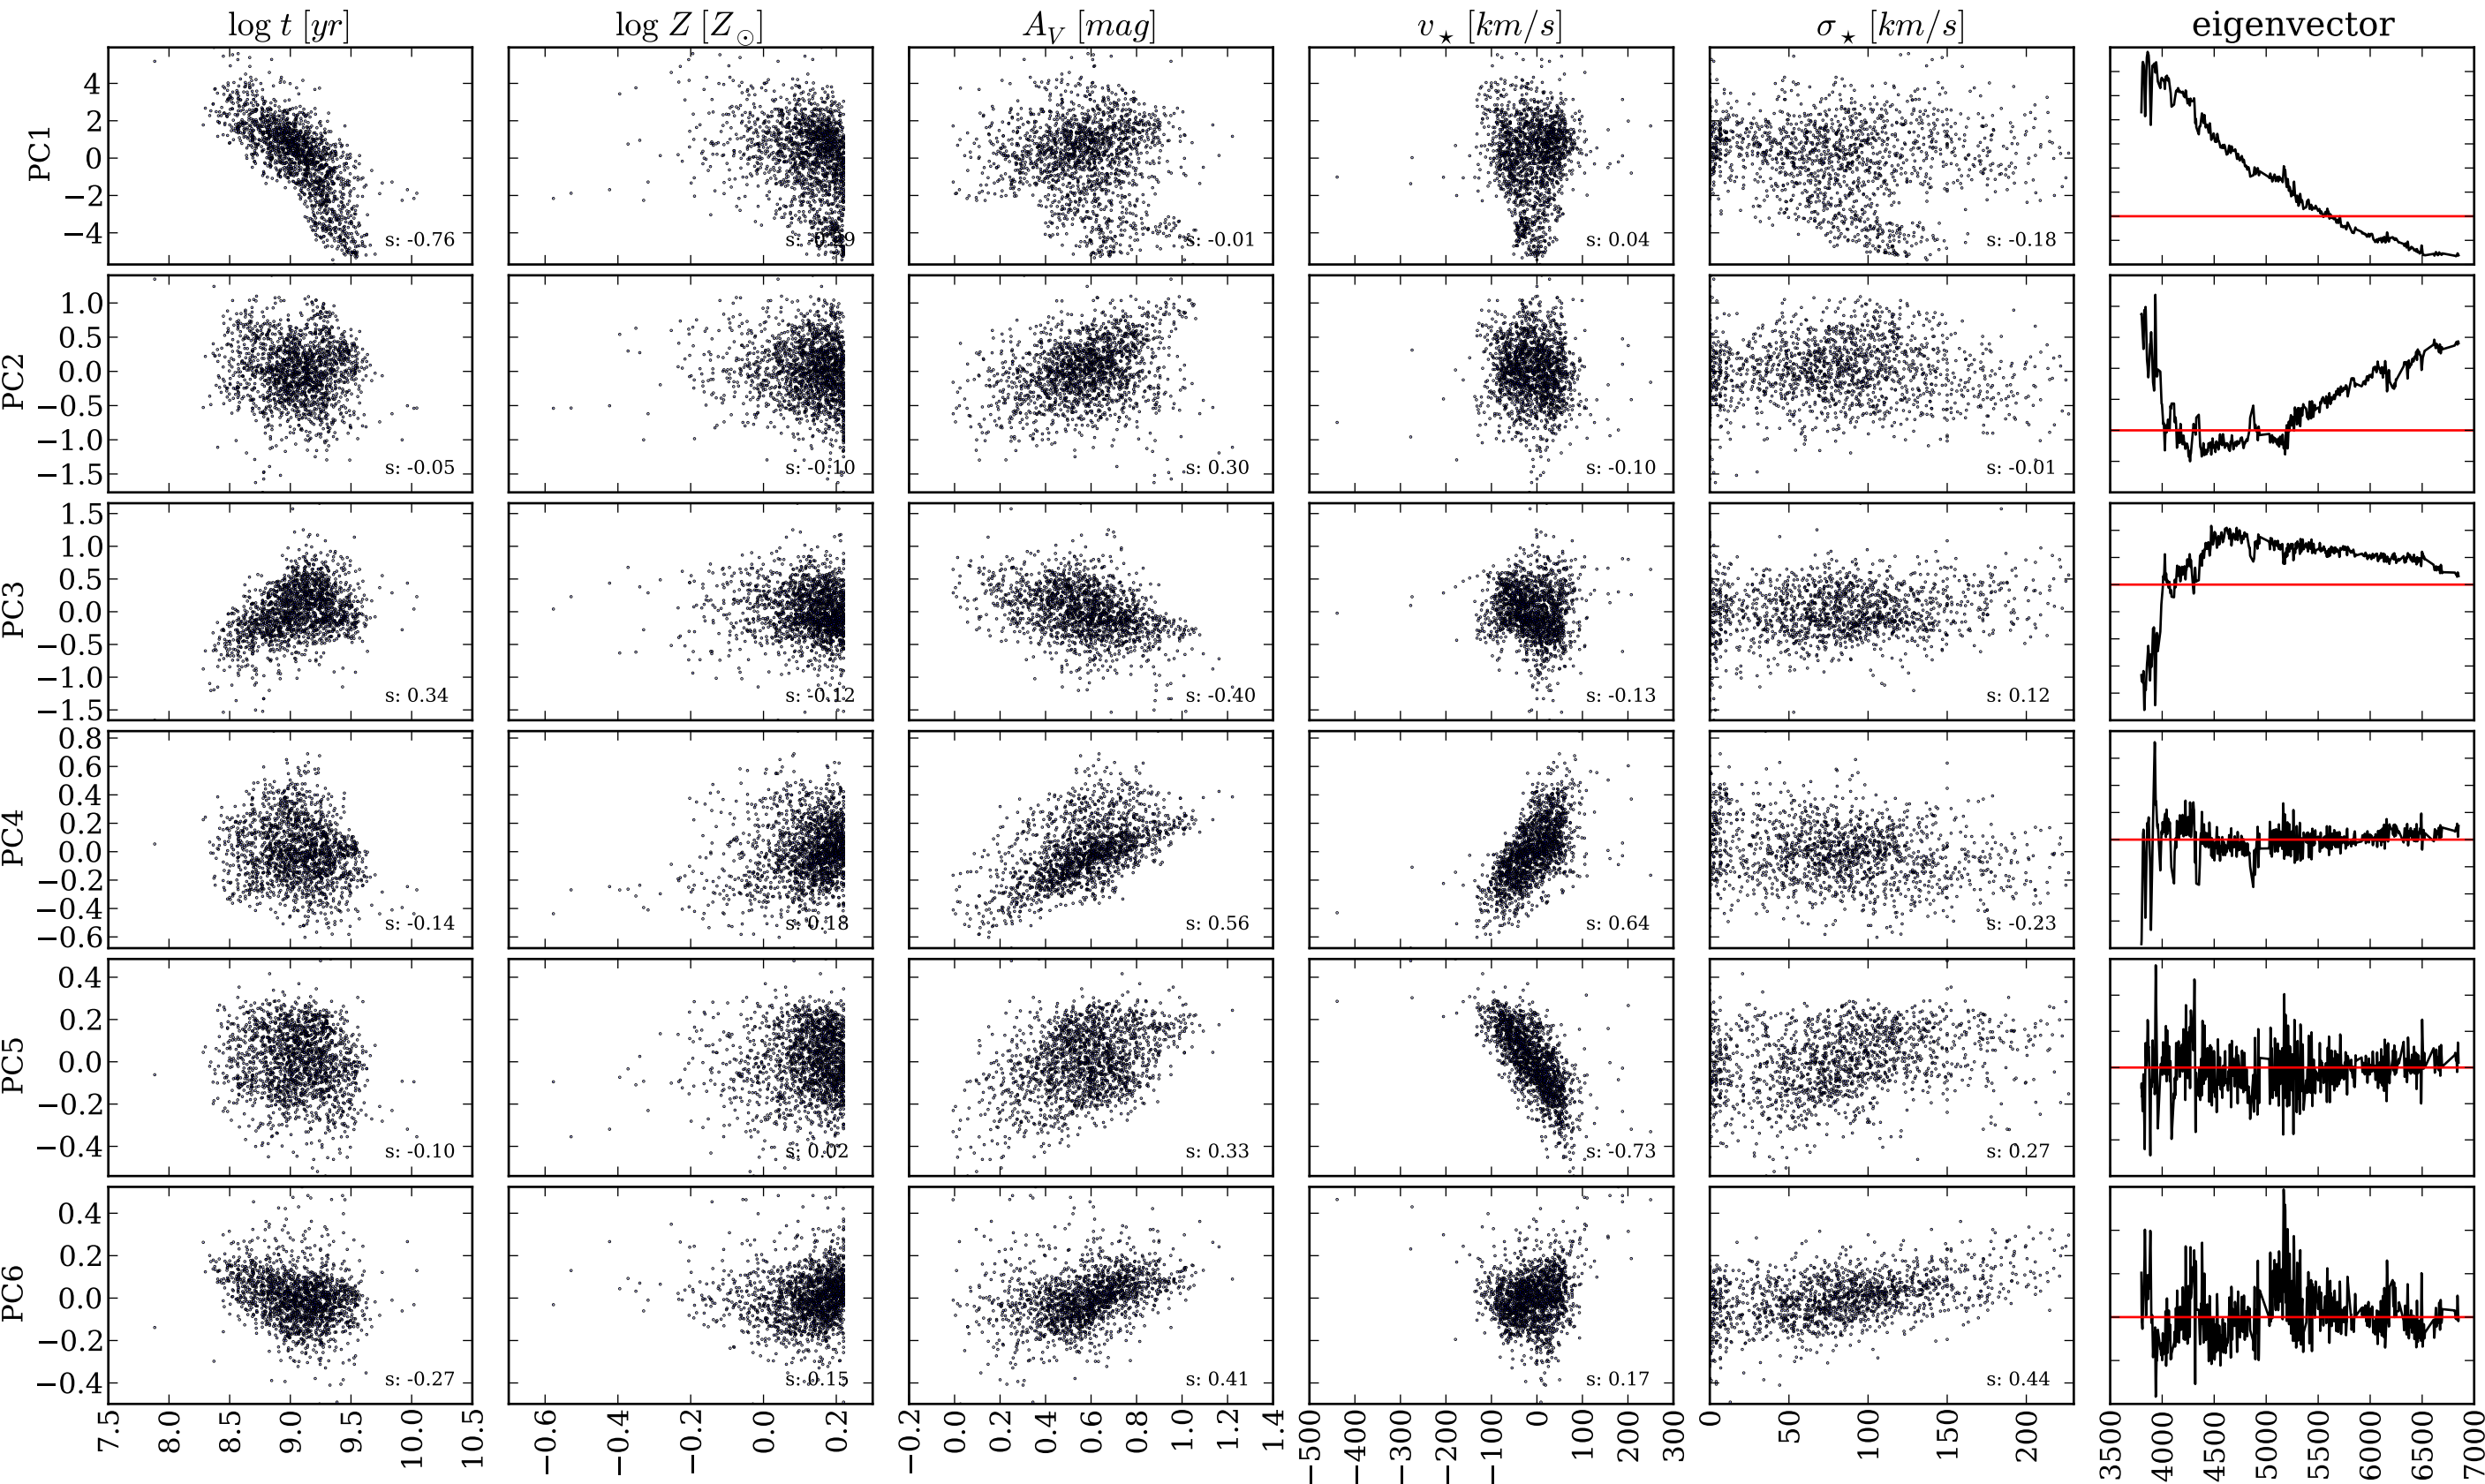 log t [yr] log Z [Z⊙] A_V [mag] v⋆ [km/s] σ⋆ [km/s] eigenvector
PC1
4
2
0
−2
−4
s: -0.76 s: -0. 9 s: -0.01 s: 0.04 s: -0.18
PC2
1.0
0.5
0.0
−0.5
−1.0
−1.5
s: -0.05 s: -0.10 s: 0.30 s: -0.10 s: -0.01
PC3
1.5
1.0
0.5
0.0
−0.5
−1.0
−1.5
s: 0.34 s: -0.12 s: -0.40 s: -0.13 s: 0.12
PC4
0.8
0.6
0.4
0.2
0.0
−0.2
−0.4
−0.6
s: -0.14 s: 0.18 s: 0.56 s: 0.64 s: -0.23
PC5
0.4
0.2
0.0
−0.2
−0.4
s: -0.10 s: 0.02 s: 0.33 s: -0.73 s: 0.27
PC6
0.4
0.2
0.0
−0.2
−0.4
s: -0.27 s: 0.15 s: 0.41 s: 0.17 s: 0.44
7.5 8.0 8.5 9.0 9.5 10.0 10.5 −0.6 −0.4 −0.2 0.0 0.2 −0.2 0.0 0.2 0.4 0.6 0.8 1.0 1.2 1.4 −500 −400 −300 −200 −100 0 100 200 300 0 50 100 150 200 3500 4000 4500 5000 5500 6000 6500 7000